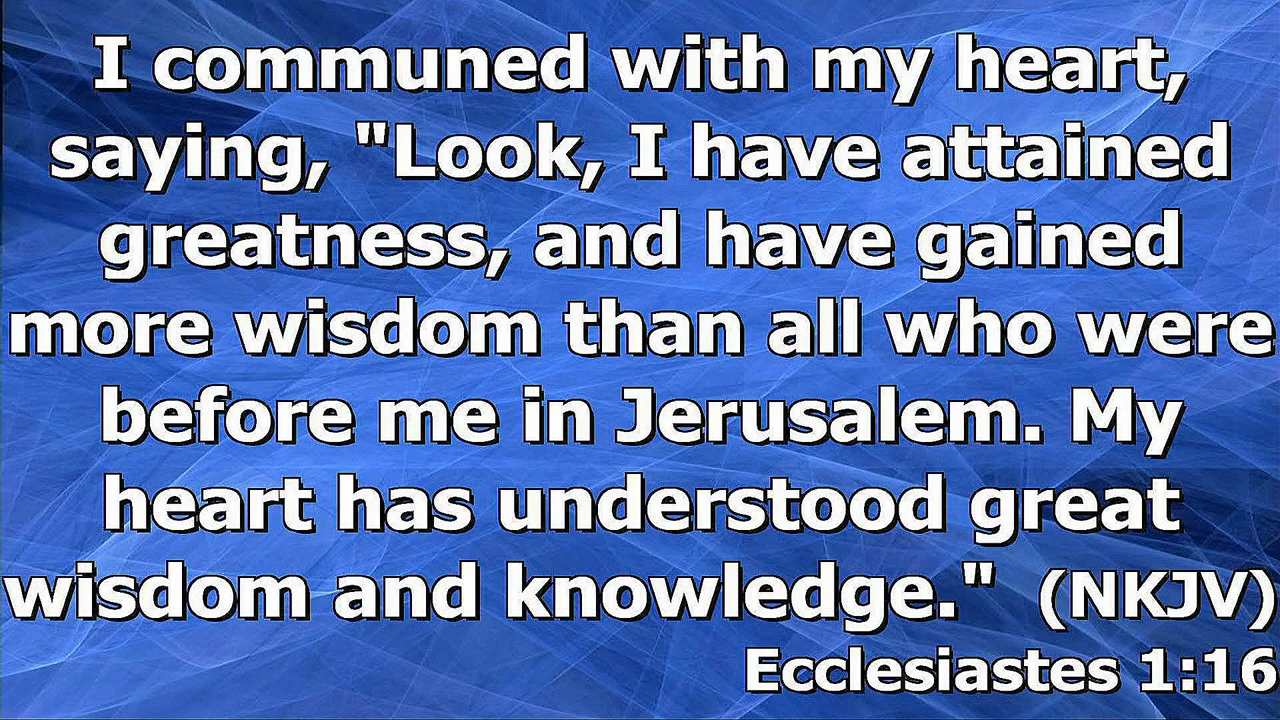 I communed with my heart,
saying, "Look, I have attained
greatness, and have gained
more wisdom than all who were
before me in Jerusalem. My
heart has understood great
wisdom and knowledge." (NKJV)
Ecclesiastes 1:16